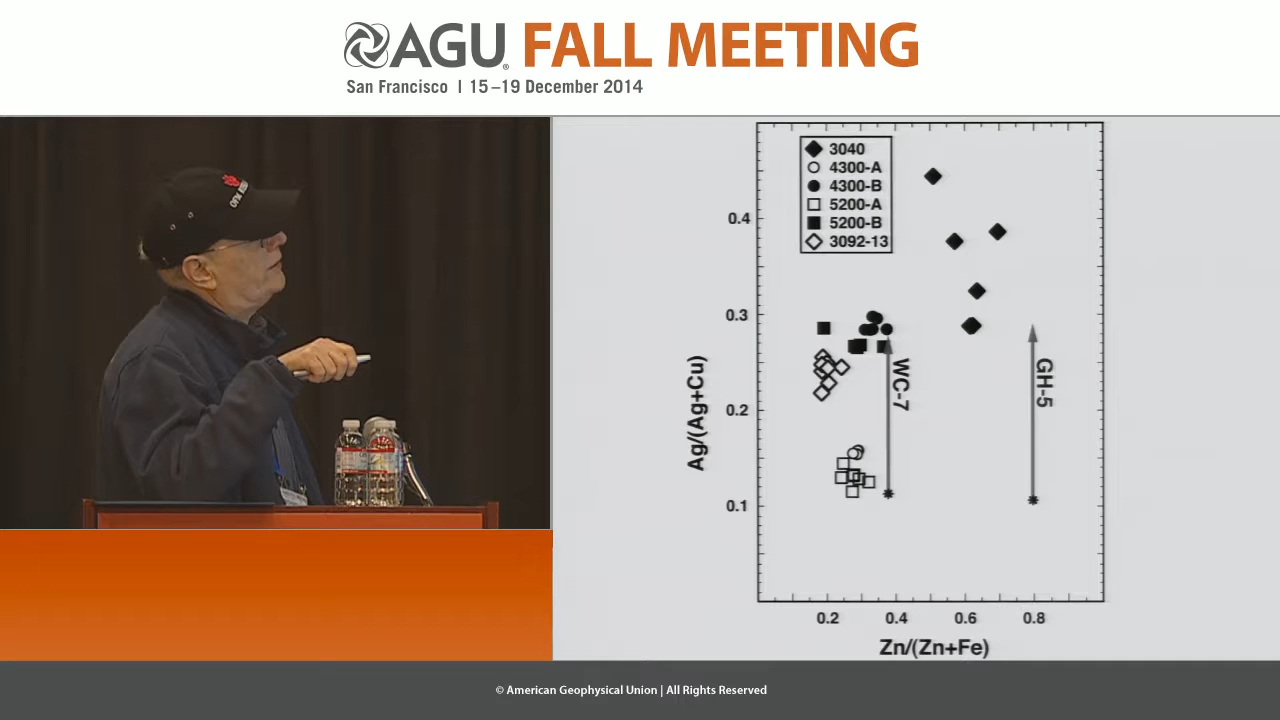 AGU FALL MEETING
San Francisco | 15–19 December 2014
3040
4300-A
4300-B
5200-A
5200-B
3092-13
0.4
0.3
0.2
0.1
Ag/(Ag+Cu)
WC-7
GH-5
0.2 0.4 0.6 0.8
Zn/(Zn+Fe)
© American Geophysical Union | All Rights Reserved